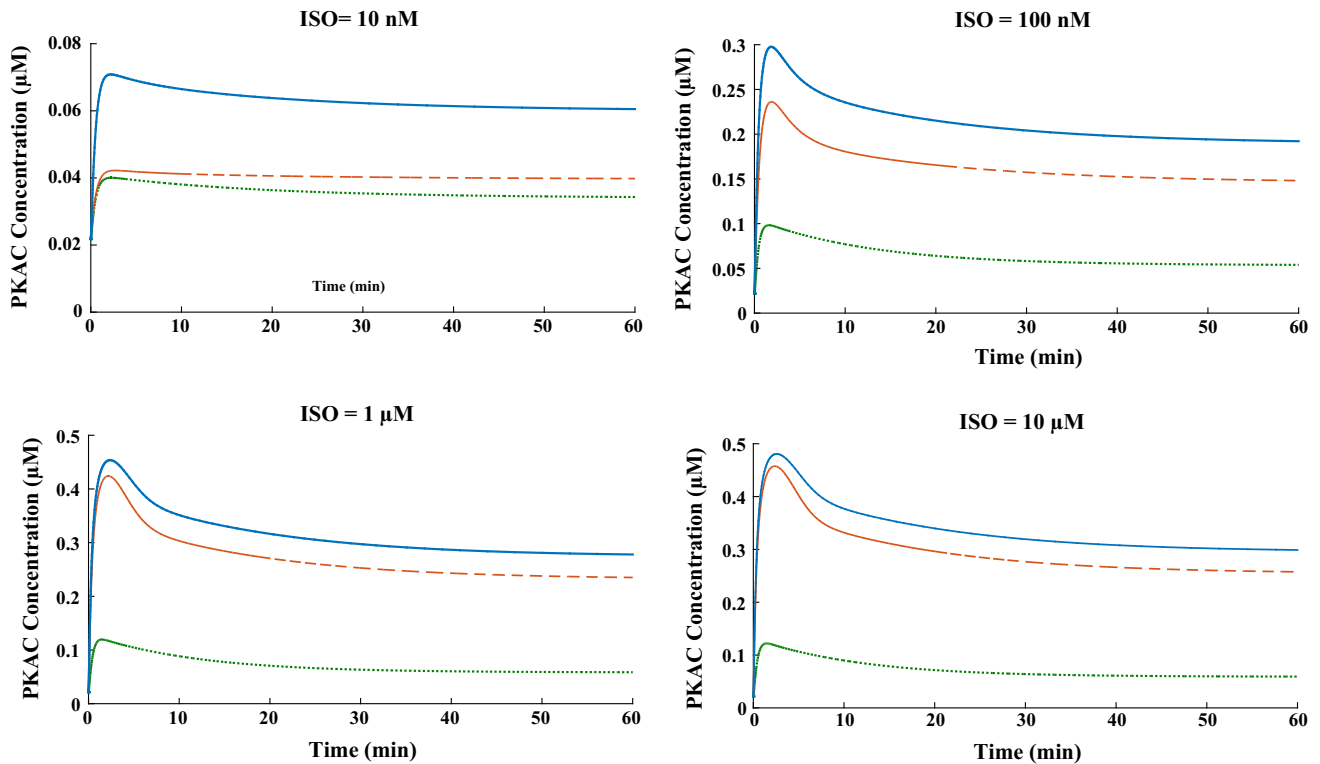 ISO= 10 nM
PKAC Concentration (µM)
0.08
0.06
0.04
0.02
0
Time (min)
0 10 20 30 40 50 60
ISO = 100 nM
PKAC Concentration (µM)
0.3
0.25
0.2
0.15
0.1
0.05
0
0 10 20 30 40 50 60
Time (min)
ISO = 1 µM
PKAC Concentration (µM)
0.5
0.4
0.3
0.2
0.1
0
0 10 20 30 40 50 60
Time (min)
ISO = 10 µM
PKAC Concentration (µM)
0.5
0.4
0.3
0.2
0.1
0
0 10 20 30 40 50 60
Time (min)